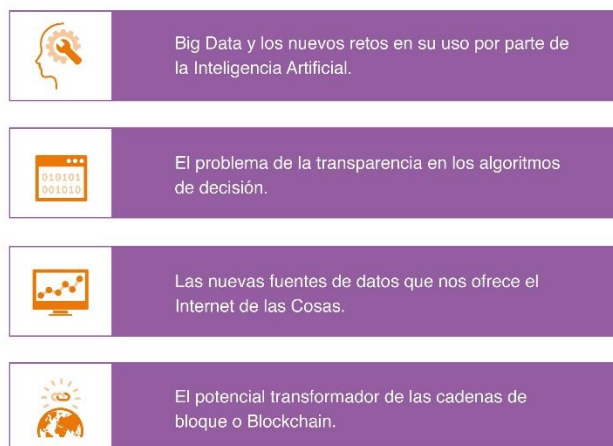 Big Data y los nuevos retos en su uso por parte de
la Inteligencia Artificial.
010101
001010
El problema de la transparencia en los algoritmos
de decisión.
Las nuevas fuentes de datos que nos ofrece el
Internet de las Cosas.
El potencial transformador de las cadenas de
bloque o Blockchain.